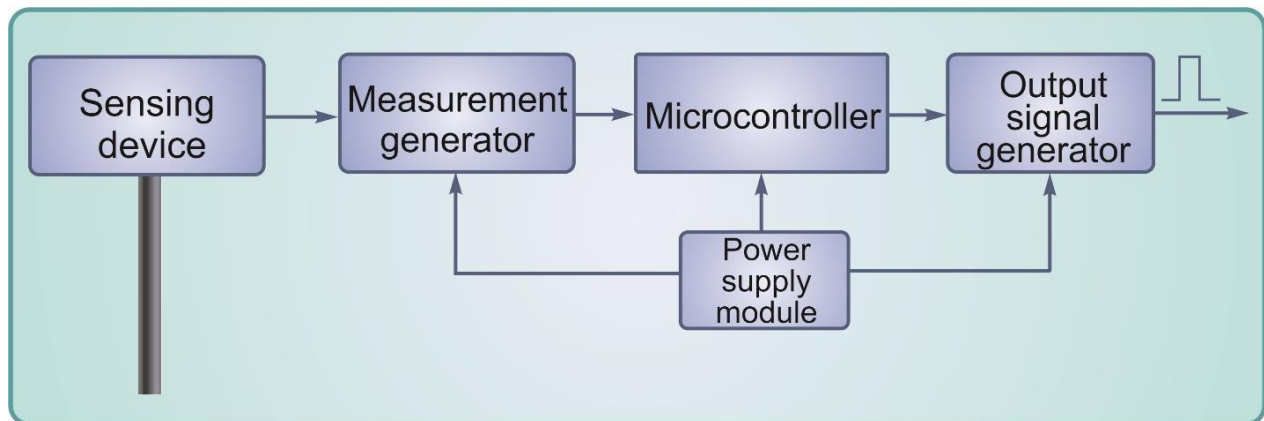 Sensing
device
Measurement
generator
Microcontroller
Output
signal
generator
Power
supply
module